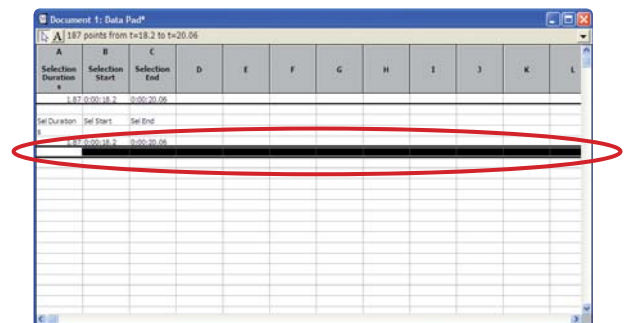 Document 1: Data Pad*
A 187 points from t=18.2 to t=20.06
A B C
Selection Duration s Selection Start Selection End D E F G H I J K L
1.87 0:00:18.2 0:00:20.06
Sel Duration Sel Start Sel End
s
1.87 0:00:18.2 0:00:20.06